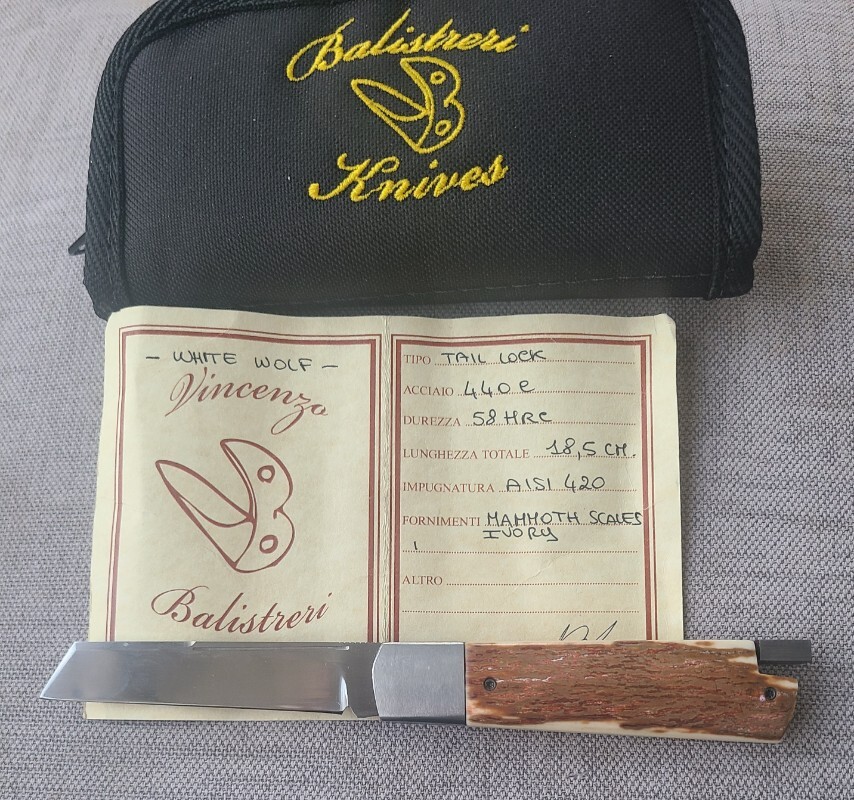 Balistreri
Knives
- WHITE WOLF -
Vincenzo
Balistreri
TIPO TAIL LOCK
ACCIAIO 440C
DUREZZA 58 HRC
LUNGHEZZA TOTALE 18,5 CM.
IMPUGNATURA AISI 420
FORNIMENTI MAMMOTH SCALES
IVORY
ALTRO